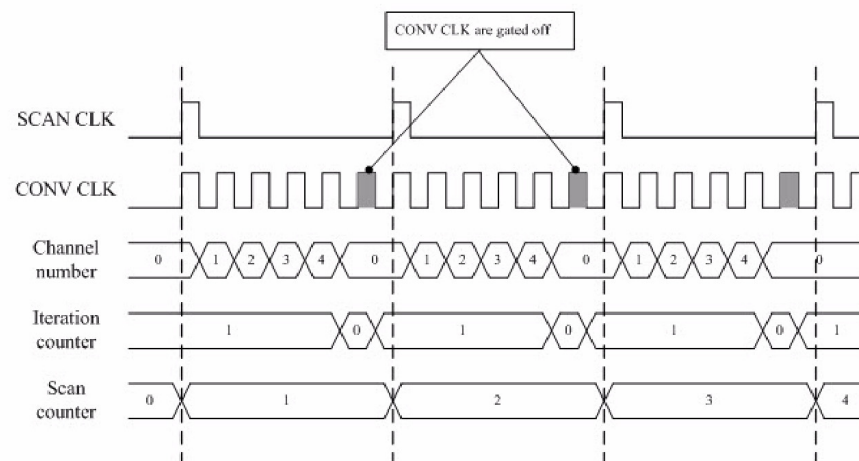 CONV CLK are gated off
SCAN CLK
CONV CLK
Channel
number
0 1 2 3 4 0 1 2 3 4 0 1 2 3 4 0
Iteration
counter
1 0 1 0 1 0 1
Scan
counter
0 1 2 3 4